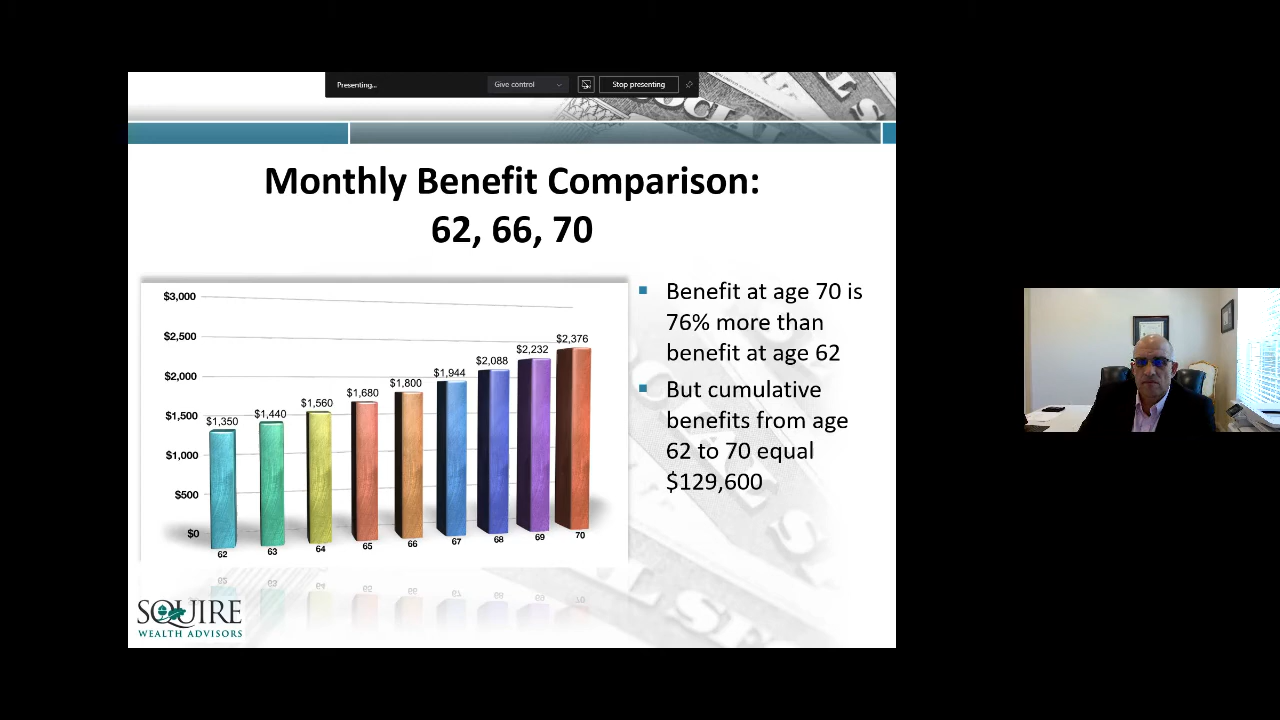 Presenting...
Give control
Stop presenting
SOCIAL
Monthly Benefit Comparison:
62, 66, 70
$3,000
$2,500
$2,000
$1,500
$1,000
$500
$0
$1,350
$1,440
$1,560
$1,680
$1,800
$1,944
$2,088
$2,232
$2,376
62
63
64
65
66
67
68
69
70
Benefit at age 70 is
76% more than
benefit at age 62
But cumulative
benefits from age
62 to 70 equal
$129,600
SQUIRE
WEALTH ADVISORS